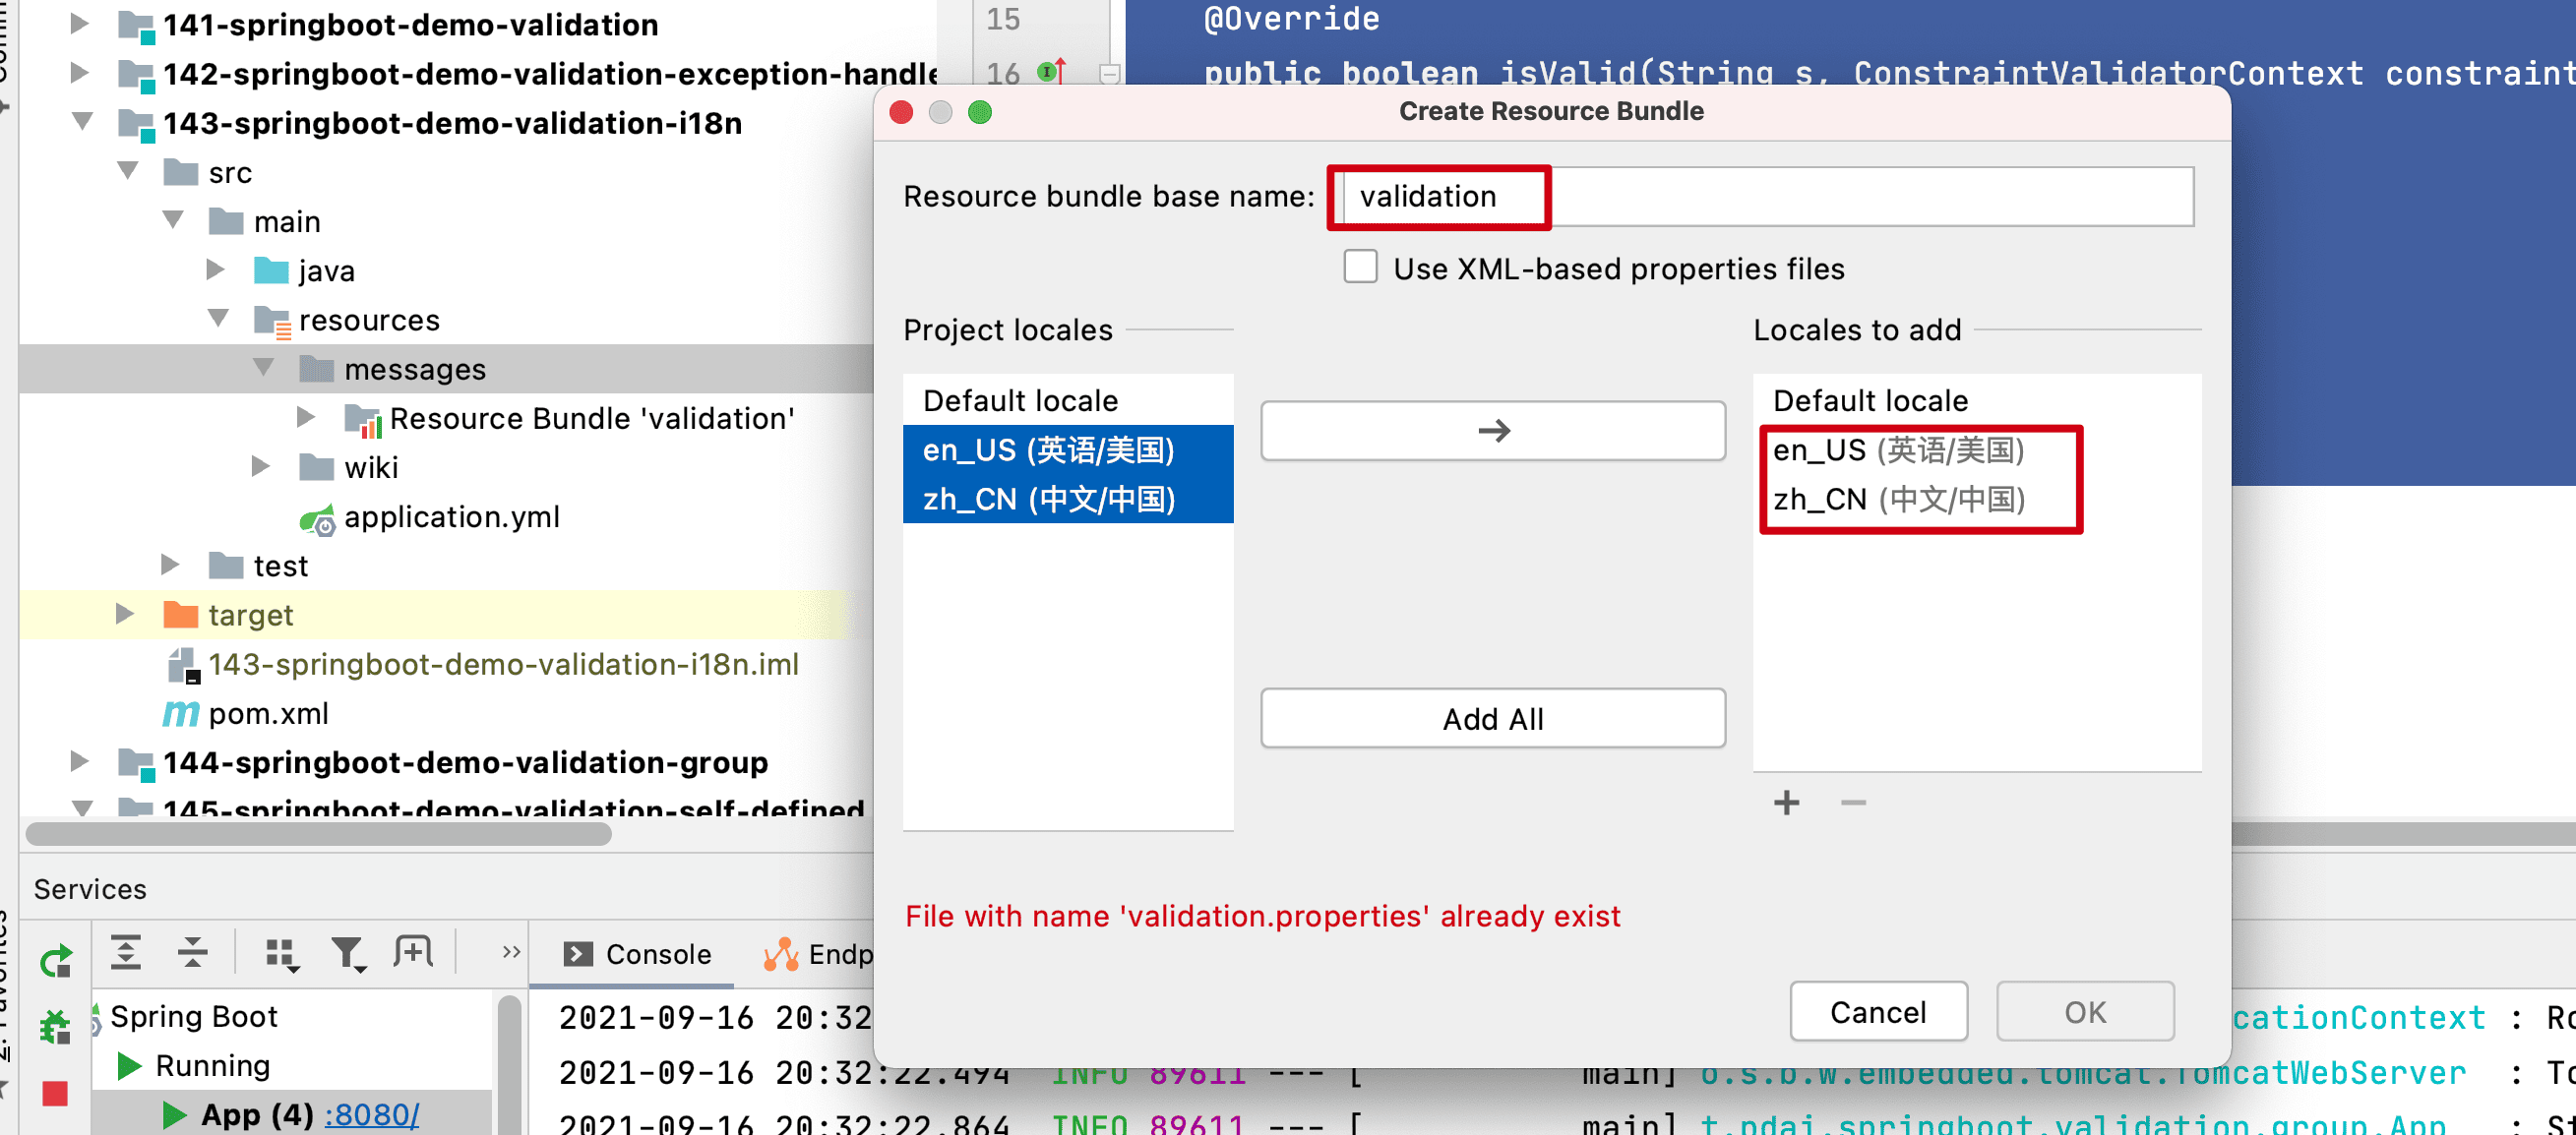 141-springboot-demo-validation
142-springboot-demo-validation-exception-handle
143-springboot-demo-validation-i18n
src
main
java
resources
messages
Resource Bundle 'validation'
wiki
application.yml
test
target
143-springboot-demo-validation-i18n.iml
pom.xml
144-springboot-demo-validation-group
145-springboot-demo-validation-self-defined
15
@Override
16
public boolean isValid(String s, ConstraintValidatorContext constraint
Create Resource Bundle
Resource bundle base name:
validation
Use XML-based properties files
Project locales
Default locale
en_US (英语/美国)
zh_CN (中文/中国)
Add All
Locales to add
Default locale
en_US (英语/美国)
zh_CN (中文/中国)
File with name 'validation.properties' already exist
Cancel
OK
Services
Console
Endp
Spring Boot
Running
App (4) :8080/
2021-09-16 20:32 cationContext : Ro
2021-09-16 20:32:22.494 INFO 89611 --- [ main] o.s.b.w.embedded.tomcat.TomcatWebServer : To
2021-09-16 20:32:22.864 INFO 89611 --- [ main] t.pdai.springboot.validation.group.App : St